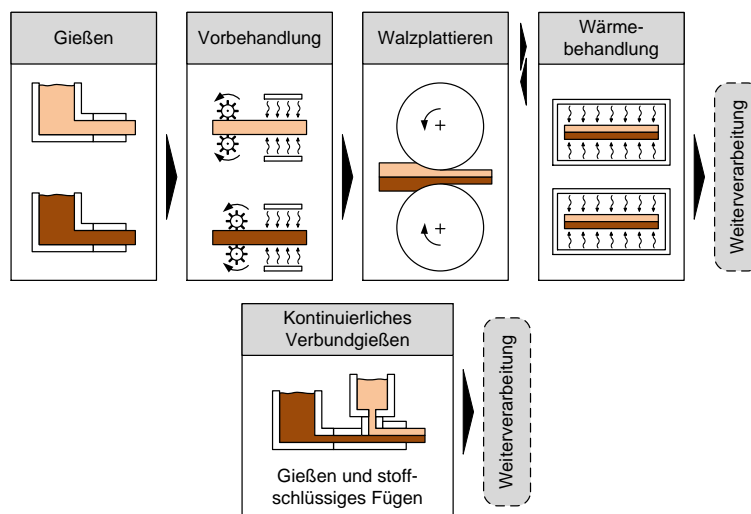 Gießen
Vorbehandlung
Walzplattieren
Wärme-
behandlung
Weiterverarbeitung
Kontinuierliches
Verbundgießen
Gießen und stoff-
schlüssiges Fügen
Weiterverarbeitung